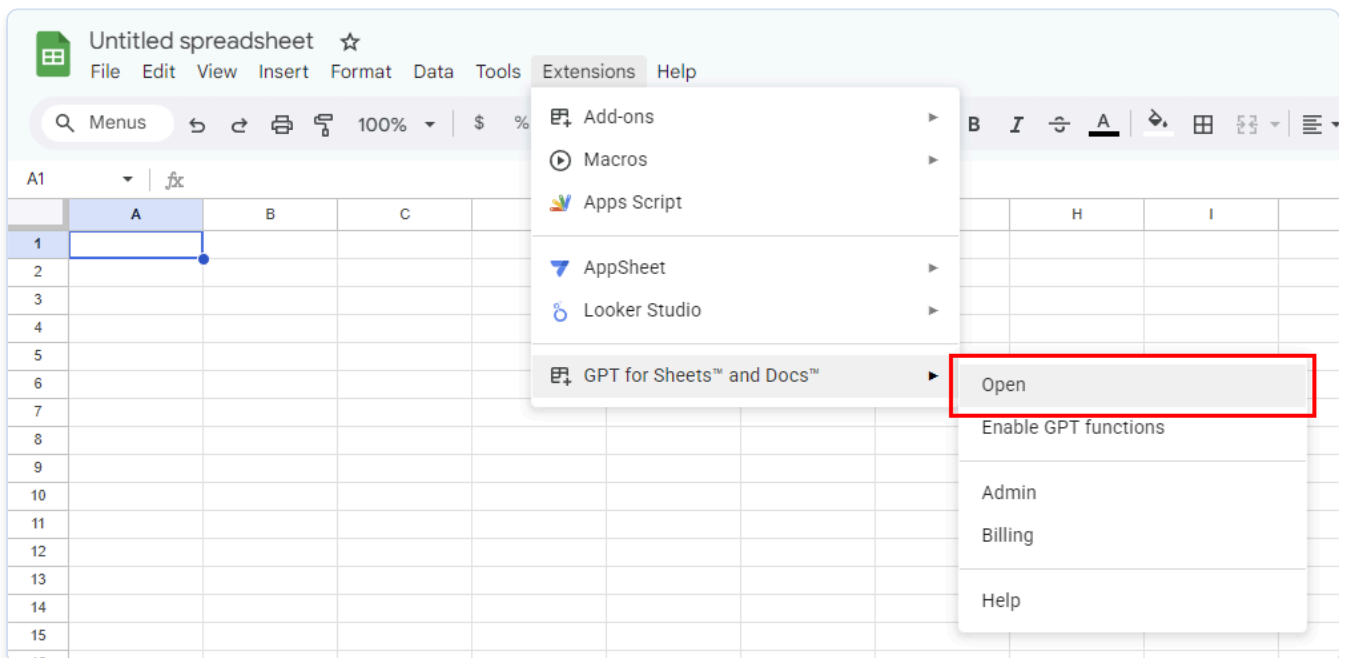 Untitled spreadsheet
File Edit View Insert Format Data Tools Extensions Help
Menus 100% $ % B I A
A1 fx
A B C H I
Add-ons
Macros
Apps Script
AppSheet
Looker Studio
GPT for Sheets™ and Docs™
Open
Enable GPT functions
Admin
Billing
Help
1
2
3
4
5
6
7
8
9
10
11
12
13
14
15